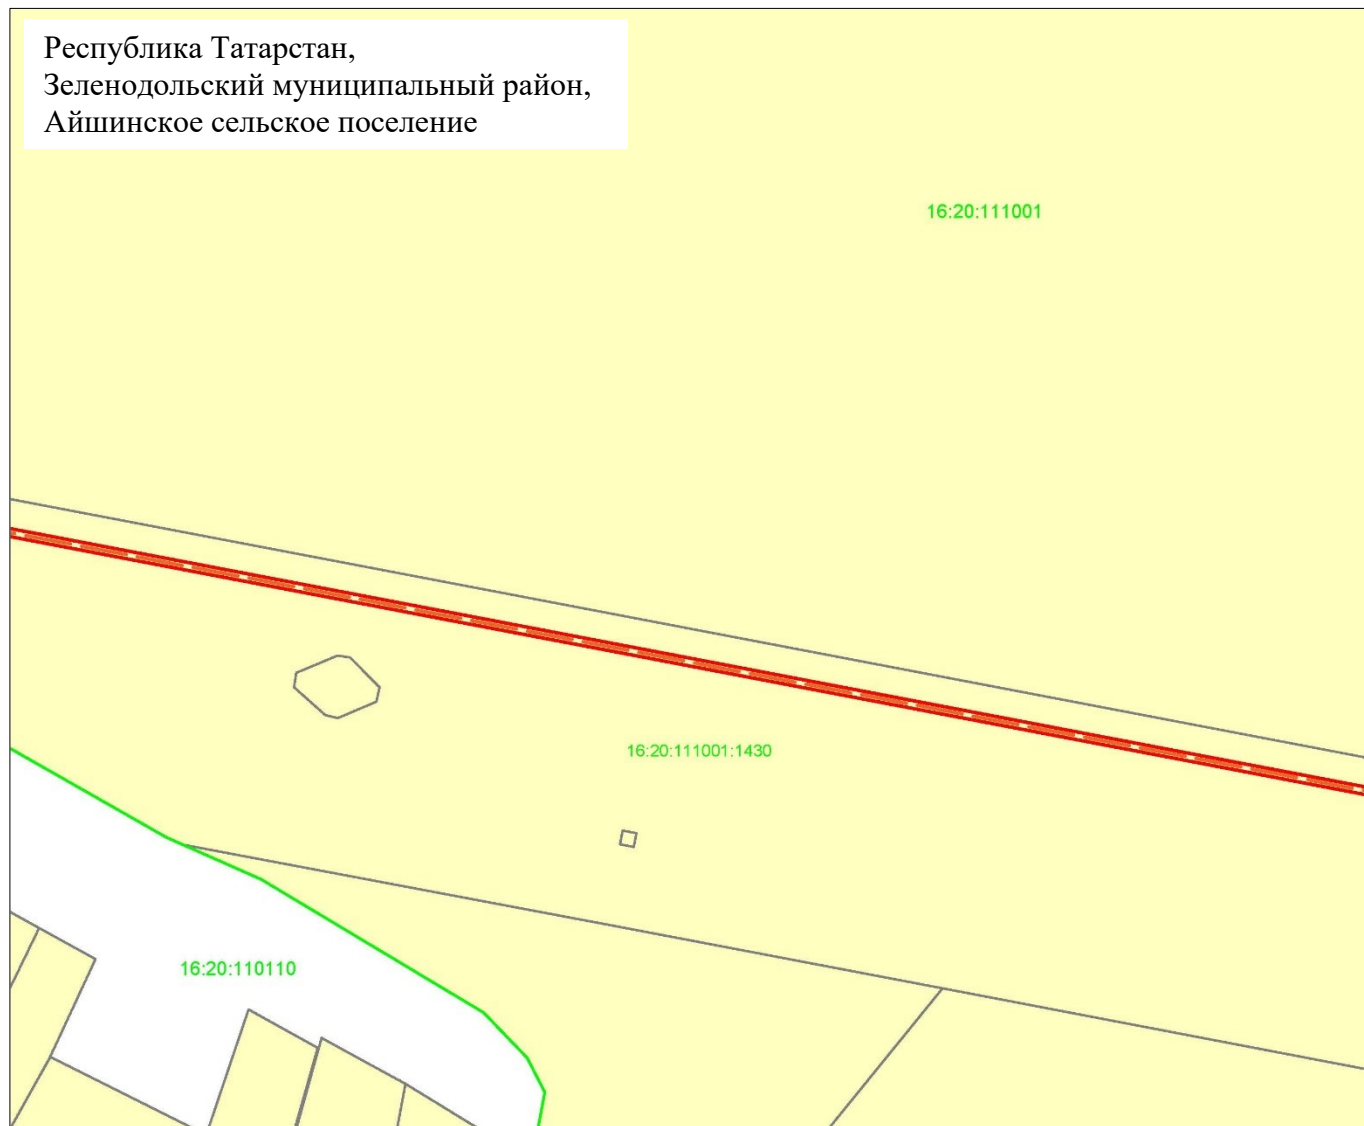 Республика Татарстан,
Зеленодольский муниципальный район,
Айшинское сельское поселение
16:20:111001
16:20:111001:1430
16:20:110110